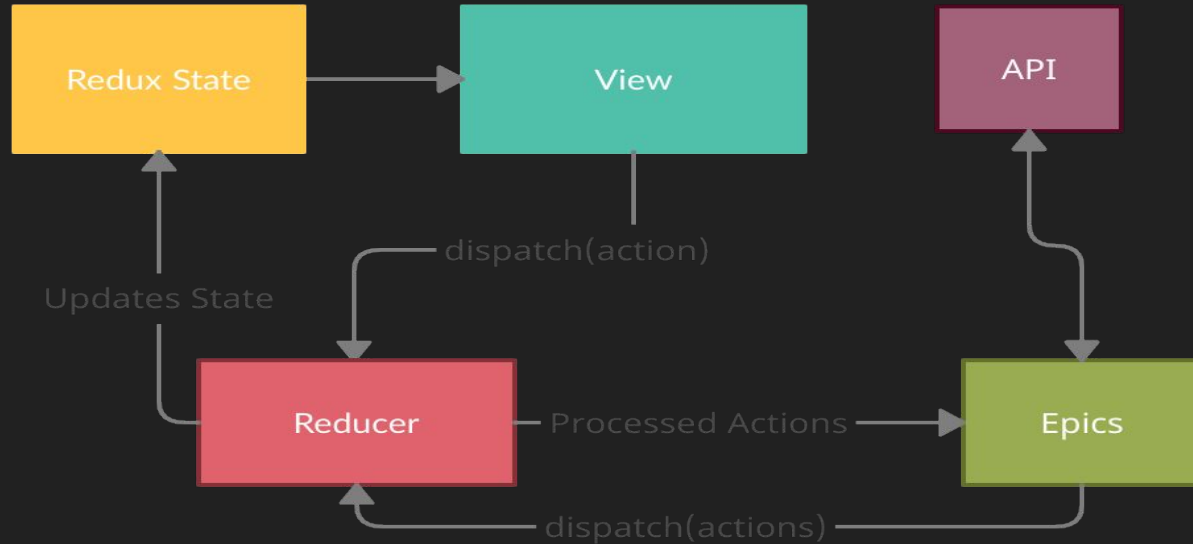 Redux State
View
API
dispatch(action)
Updates State
Reducer
Processed Actions
Epics
dispatch(actions)